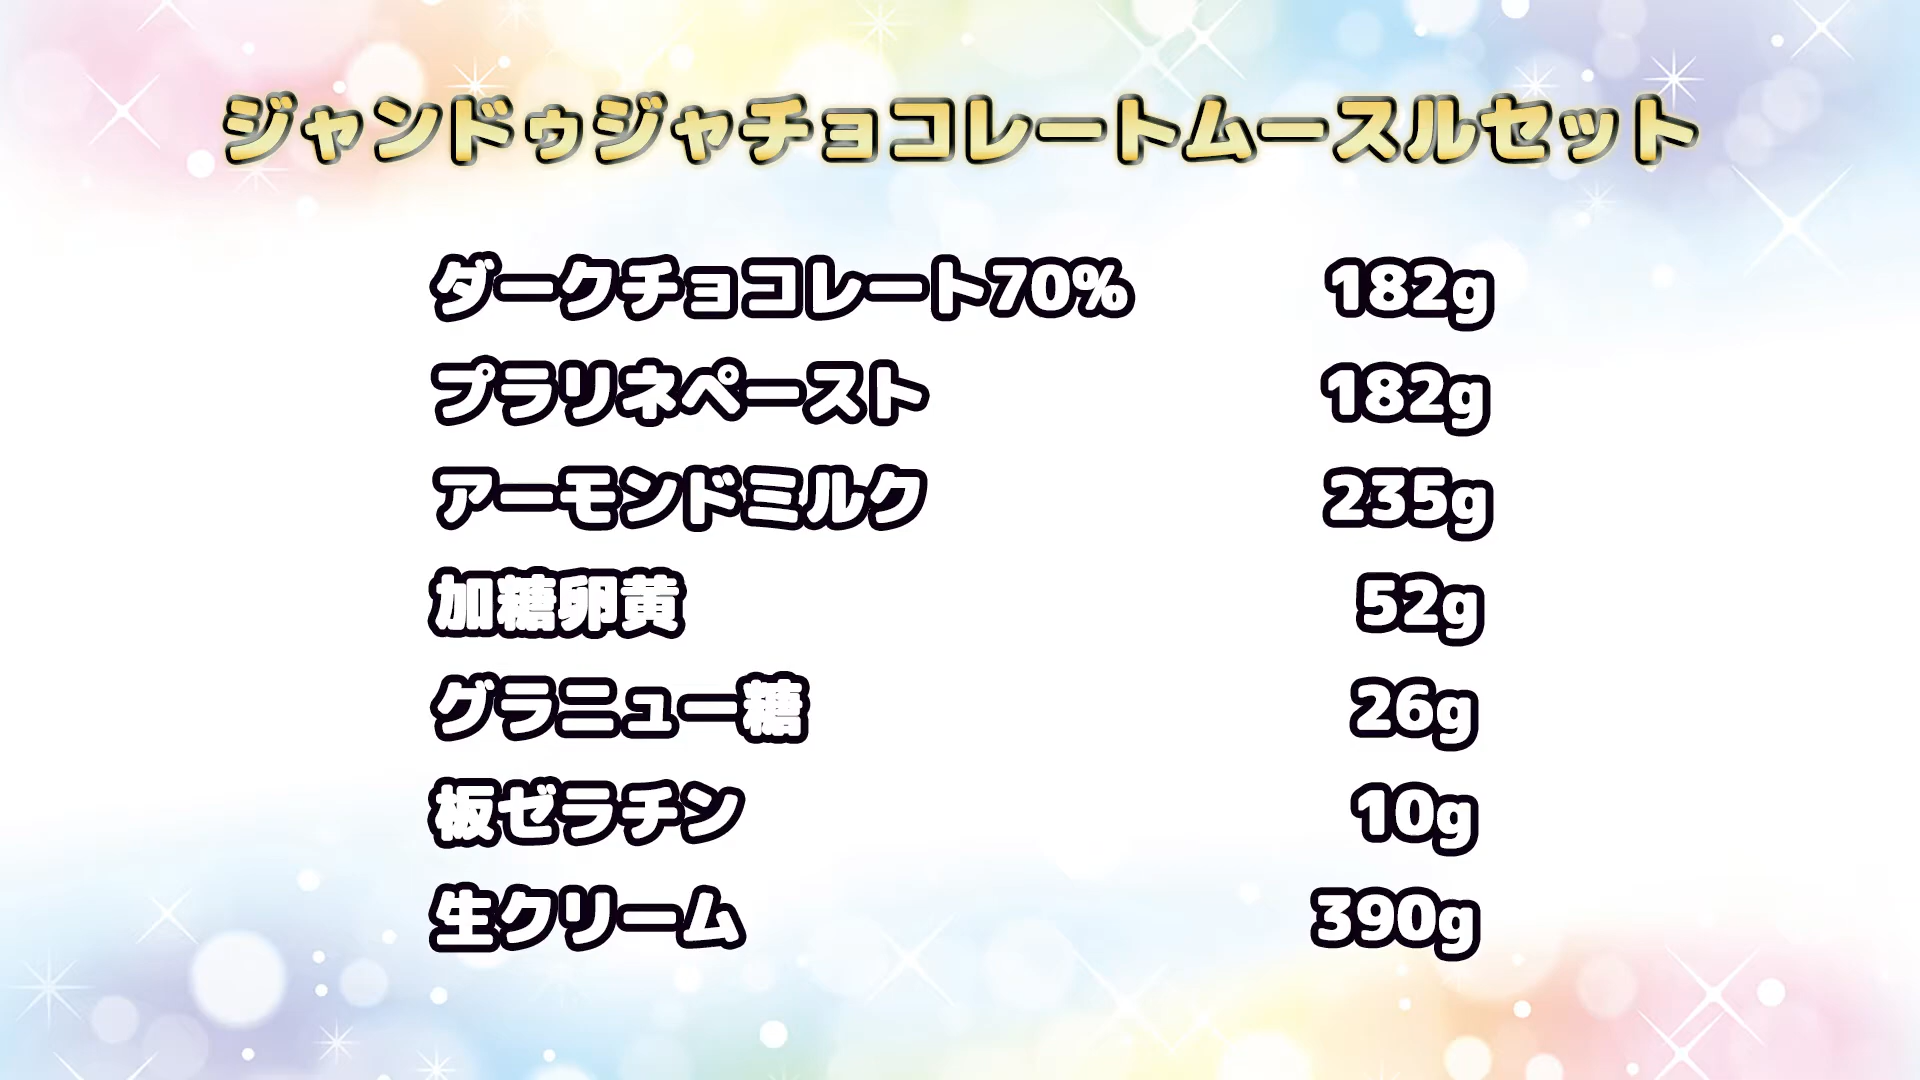 ジャンドゥジャチョコレートムースルセット
ダークチョコレート70% 182g
プラリネペースト 182g
アーモンドミルク 235g
加糖卵黄 52g
グラニュー糖 26g
板ゼラチン 10g
生クリーム 390g